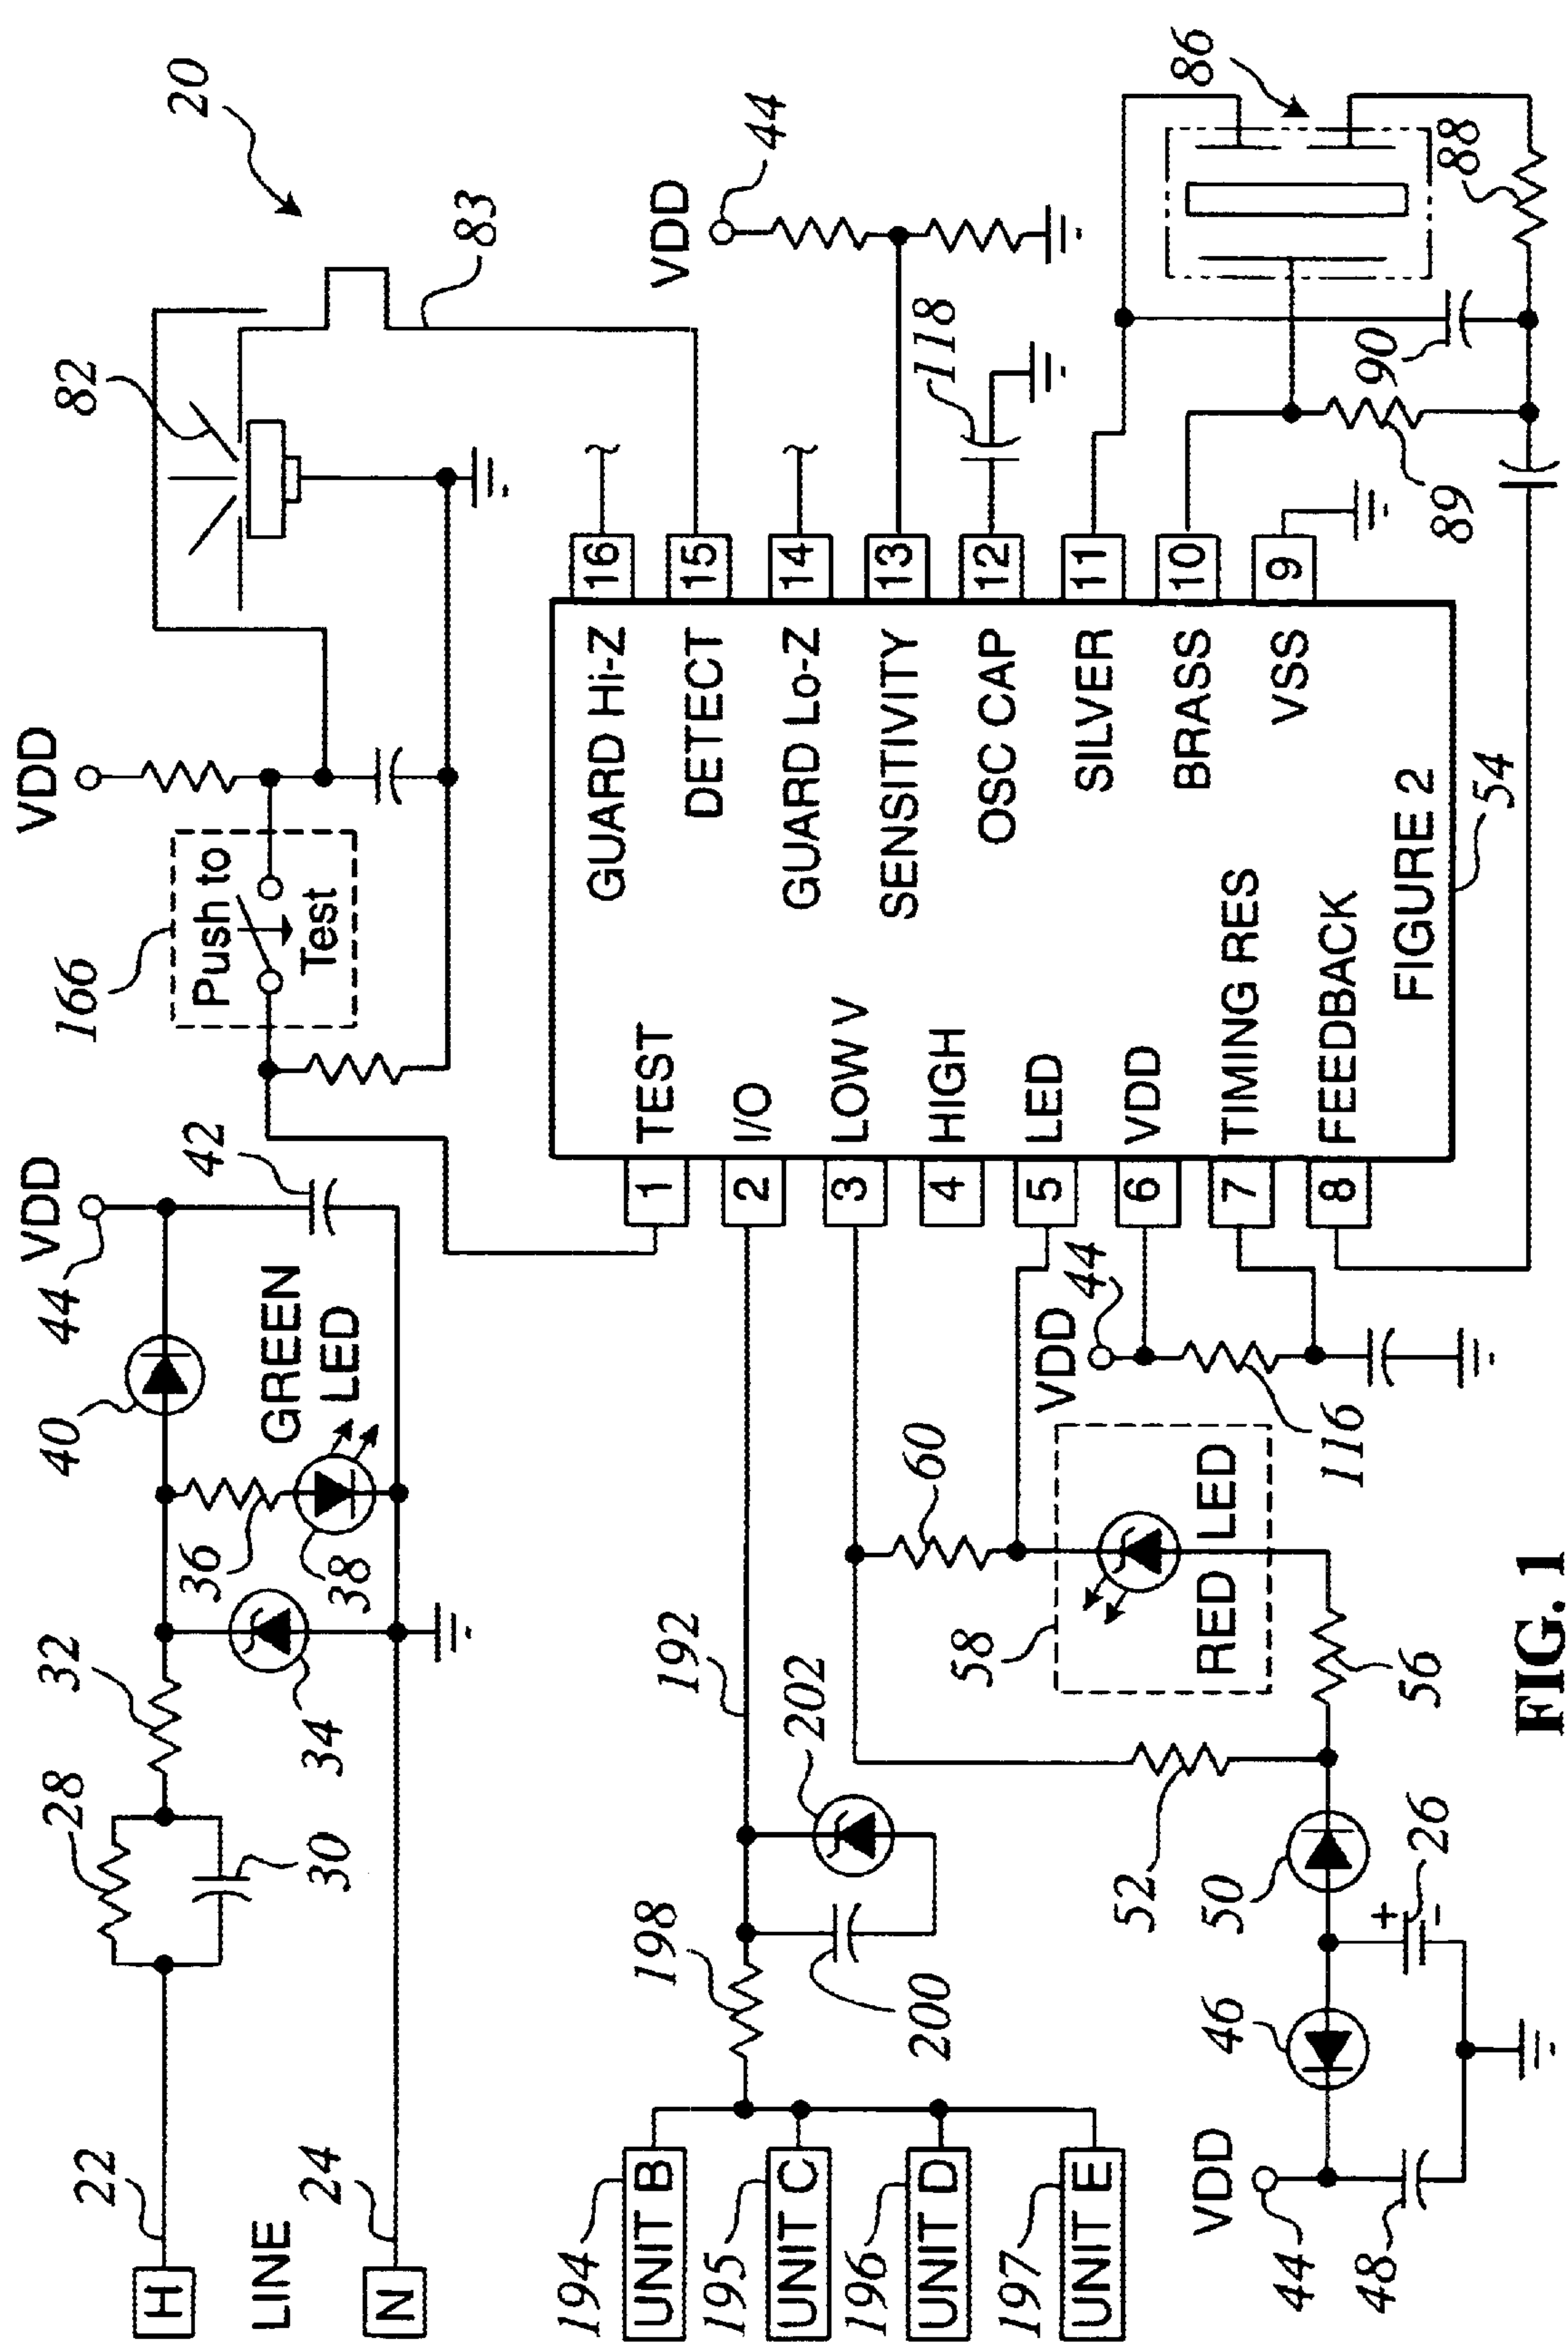 20
22
H
LINE
24
N
28
30
32
34
36
38
GREEN
LED
40
44
VDD
42
166
Push to
Test
VDD
82
83
VDD
44
118
194
UNIT B
195
UNIT C
196
UNIT D
197
UNIT E
198
200
202
192
1
TEST
2
I/O
3
LOW V
4
HIGH
5
LED
6
VDD
7
TIMING RES
8
FEEDBACK
GUARD Hi-Z
16
DETECT
15
GUARD Lo-Z
14
SENSITIVITY
13
OSC CAP
12
SILVER
11
BRASS
10
VSS
9
FIGURE 2
54
86
88
90
89
VDD
44
116
60
58
RED LED
56
52
50
+
-
26
46
VDD
44
48
FIG. 1